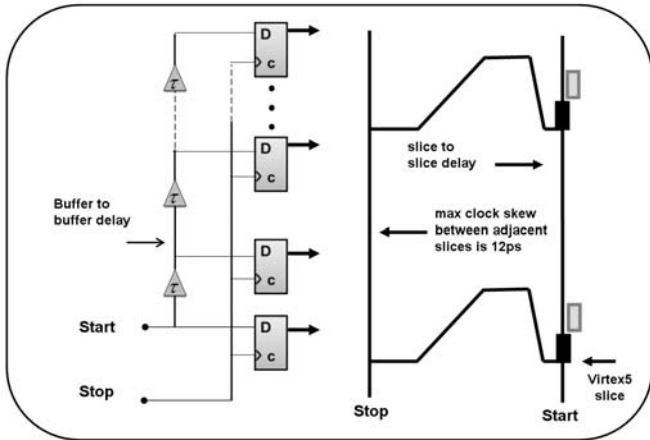 D
τ
c
D
τ
c
slice to
slice delay
Buffer to
buffer delay
max clock skew
between adjacent
slices is 12ps
D
τ
c
Start
D
c
Stop
Virtex5
slice
Stop
Start